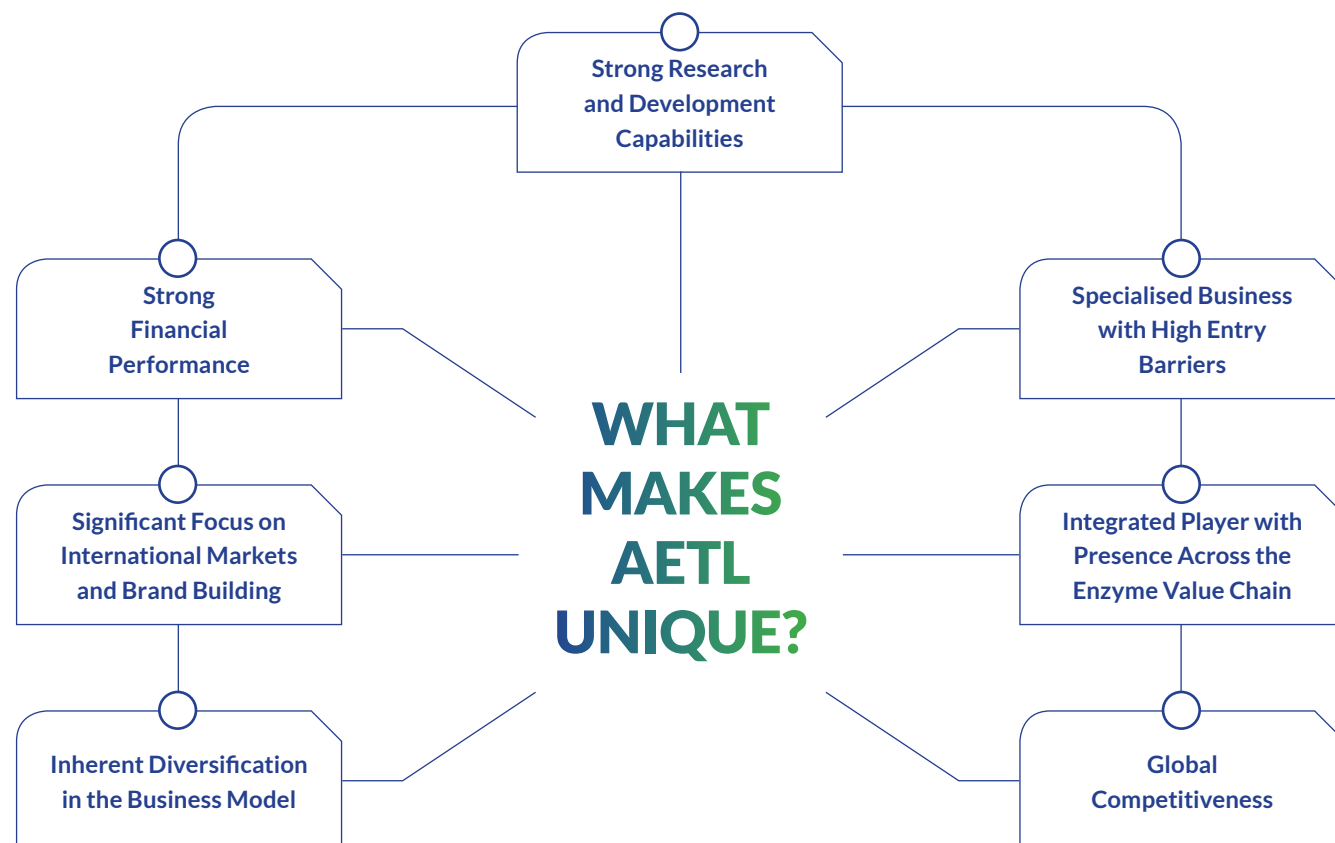 Strong Research
and Development
Capabilities
Strong
Financial
Performance
Specialised Business
with High Entry
Barriers
WHAT
MAKES
AETL
UNIQUE?
Significant Focus on
International Markets
and Brand Building
Integrated Player with
Presence Across the
Enzyme Value Chain
Inherent Diversification
in the Business Model
Global
Competitiveness